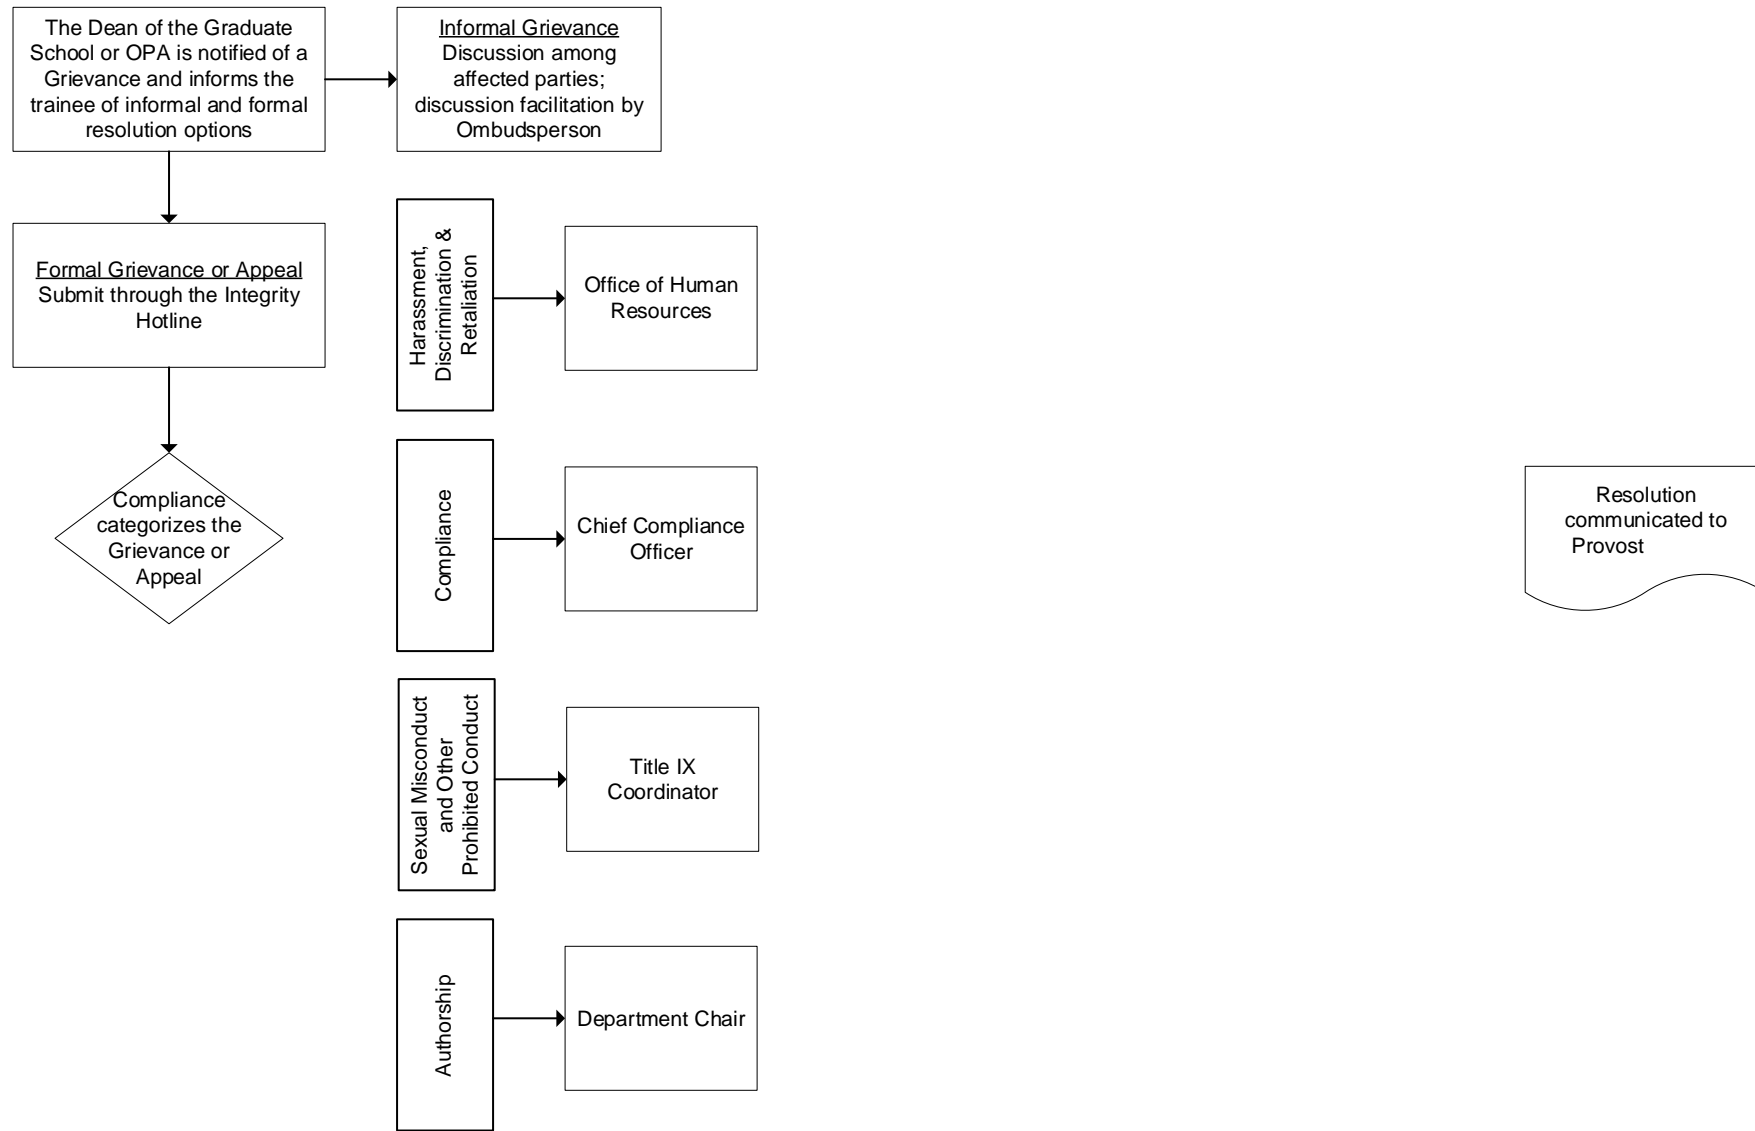 The Dean of the Graduate
School or OPA is notified of a
Grievance and informs the
trainee of informal and formal
resolution options
Informal Grievance
Discussion among
affected parties;
discussion facilitation by
Ombudsperson
Formal Grievance or Appeal
Submit through the Integrity
Hotline
Compliance
categorizes the
Grievance or
Appeal
Harassment,
Discrimination &
Retaliation
Office of Human
Resources
Compliance
Chief Compliance
Officer
Sexual Misconduct
and Other
Prohibited Conduct
Title IX
Coordinator
Authorship
Department Chair
Resolution
communicated to
Provost